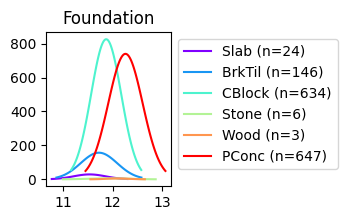 Foundation
800
600
400
200
0
11 12 13
Slab (n=24)
BrkTil (n=146)
CBlock (n=634)
Stone (n=6)
Wood (n=3)
PConc (n=647)